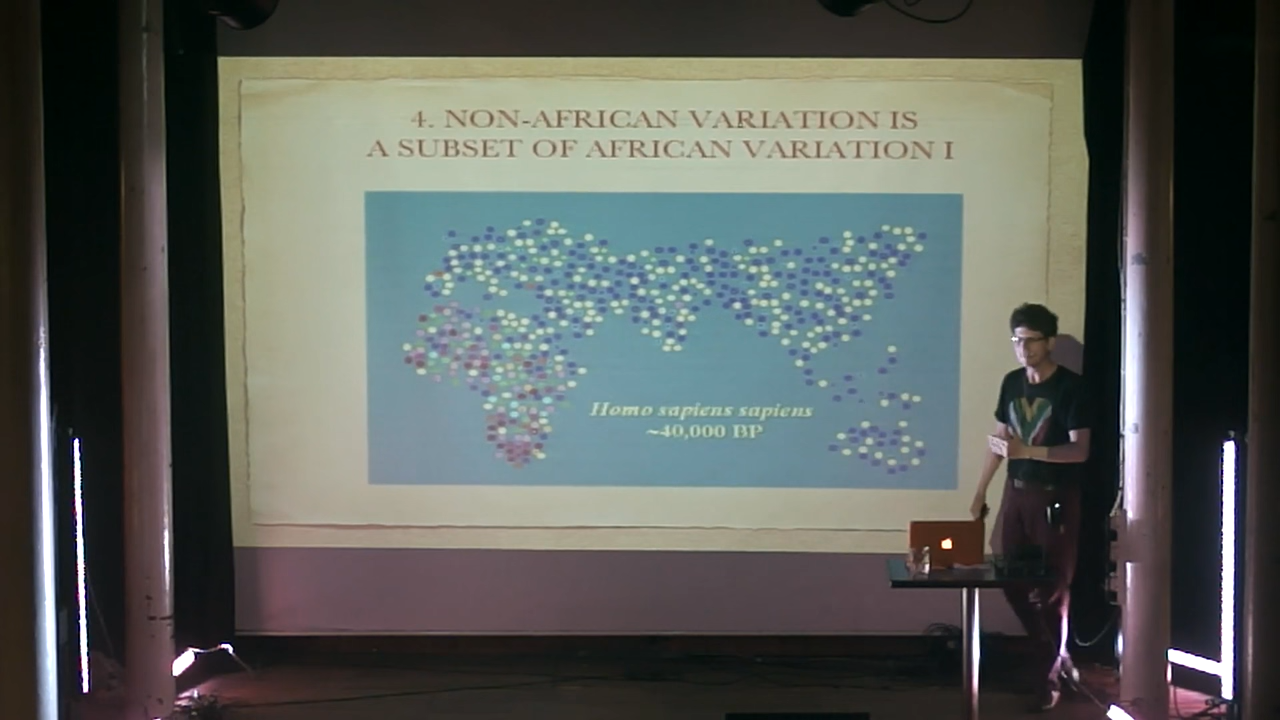 4. NON-AFRICAN VARIATION IS
A SUBSET OF AFRICAN VARIATION I
Homo sapiens sapiens
~40,000 BP